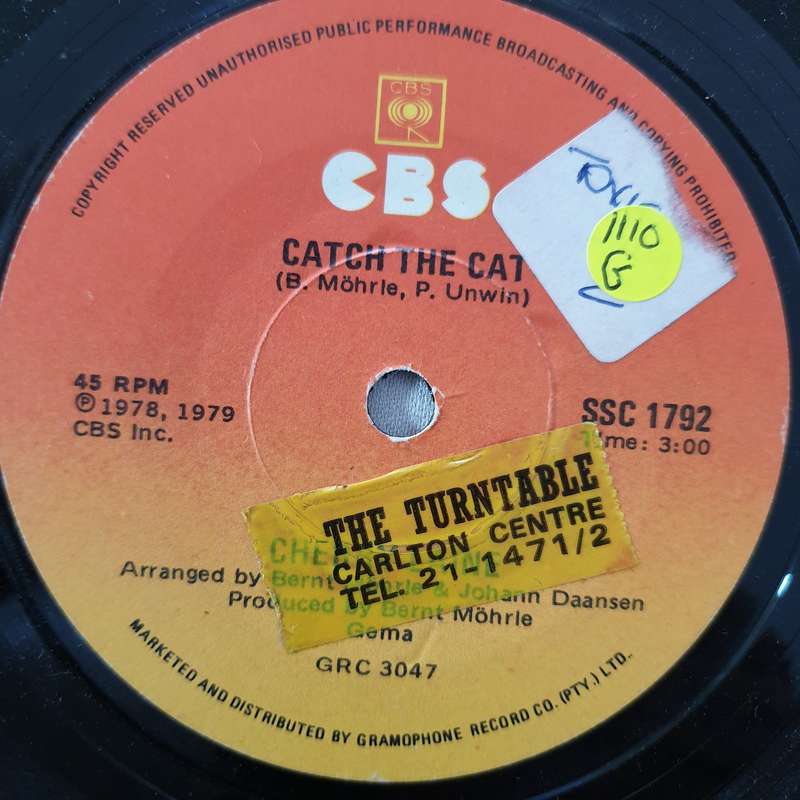 COPYRIGHT RESERVED UNAUTHORISED PUBLIC PERFORMANCE BROADCASTING AND COPYING PROHIBITED
CBS
CBS
1110
G
CATCH THE CAT
(B. Möhrle, P. Unwin)
45 RPM
℗ 1978, 1979
CBS Inc.
SSC 1792
Time: 3:00
THE TURNTABLE
CARLTON CENTRE
TEL. 21-1471/2
Arranged by Bernt Möhrle & Johann Daansen
Produced by Bernt Möhrle
Gema
GRC 3047
MARKETED AND DISTRIBUTED BY GRAMOPHONE RECORD CO. (PTY.) LTD.